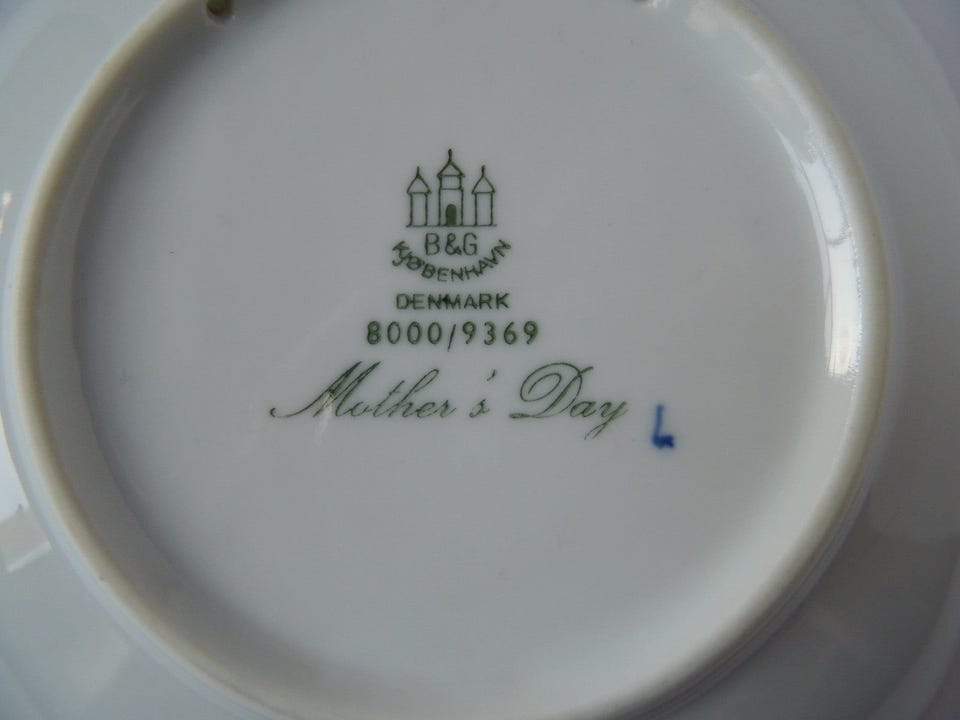 B&G
KJØBENHAVN
DENMARK
8000/9369
Mother's Day